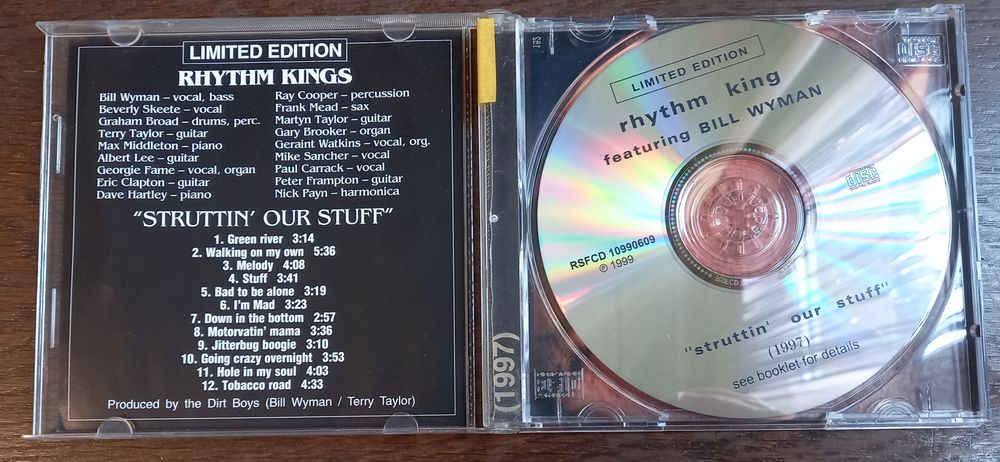 LIMITED EDITION
RHYTHM KINGS
Bill Wyman – vocal, bass
Beverly Skeete – vocal
Graham Broad – drums, perc.
Terry Taylor – guitar
Max Middleton – piano
Albert Lee – guitar
Georgie Fame – vocal, organ
Eric Clapton – guitar
Dave Hartley – piano
Ray Cooper – percussion
Frank Mead – sax
Martyn Taylor – guitar
Gary Brooker – organ
Geraint Watkins – vocal, org.
Mike Sancher – vocal
Paul Carrack – vocal
Peter Frampton – guitar
Nick Payn – harmonica
“STRUTTIN’ OUR STUFF”
1. Green river 3:14
2. Walking on my own 5:36
3. Melody 4:08
4. Stuff 3:41
5. Bad to be alone 3:19
6. I’m Mad 3:23
7. Down in the bottom 2:57
8. Motorvatin’ mama 3:36
9. Jitterbug boogie 3:10
10. Going crazy overnight 3:53
11. Hole in my soul 4:03
12. Tobacco road 4:33
Produced by the Dirt Boys (Bill Wyman / Terry Taylor)
(1997)
LIMITED EDITION
rhythm king
featuring BILL WYMAN
COMPACT
disc
DIGITAL AUDIO
RSFCD 10990609
℗ 1999
"struttin' our stuff"
(1997)
see booklet for details